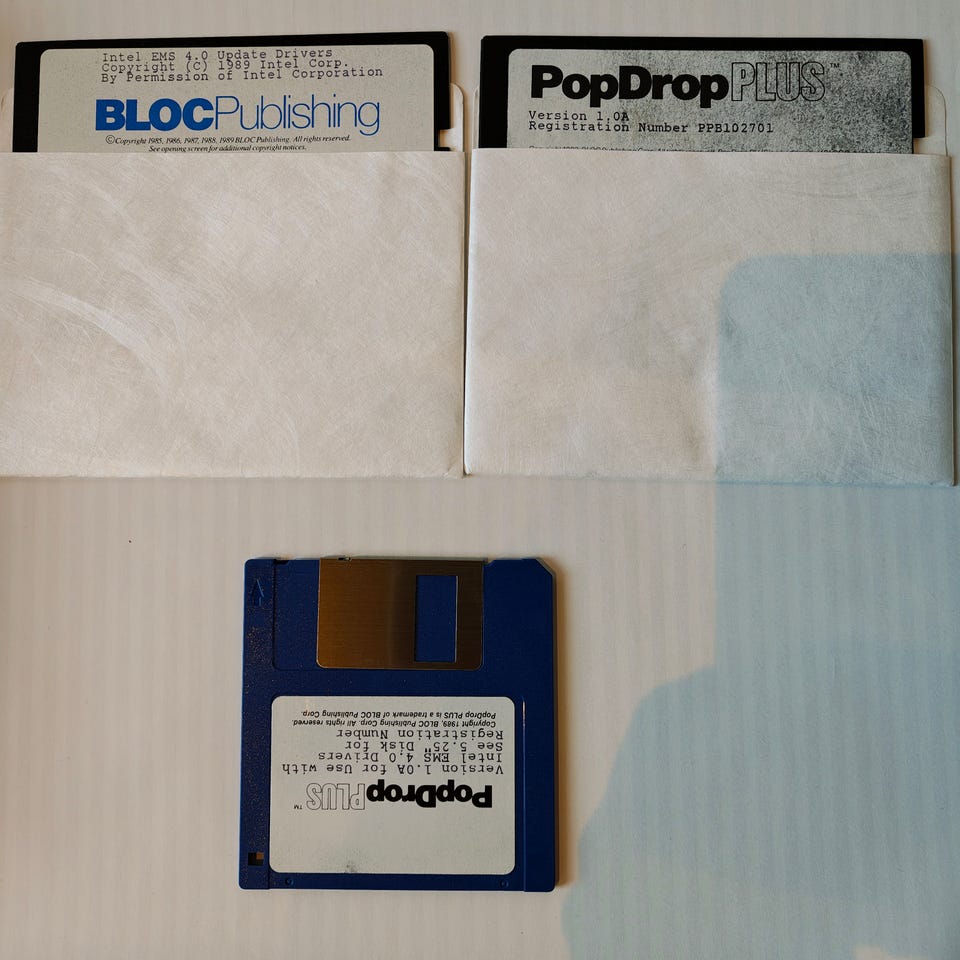 Intel EMS 4.0 Update Drivers
Copyright (C) 1989 Intel Corp.
By Permission of Intel Corporation
BLOCPublishing
©Copyright 1985, 1986, 1987, 1988, 1989 BLOC Publishing. All rights reserved.
See opening screen for additional copyright notices.
PopDropPLUS™
Version 1.0A
Registration Number PPB102701
PopDropPLUS™
Version 1.0A for Use with
Intel EMS 4.0 Drivers
See 5.25" Disk for
Registration Number
Copyright 1989, BLOC Publishing Corp. All rights reserved.
PopDrop PLUS is a trademark of BLOC Publishing Corp.